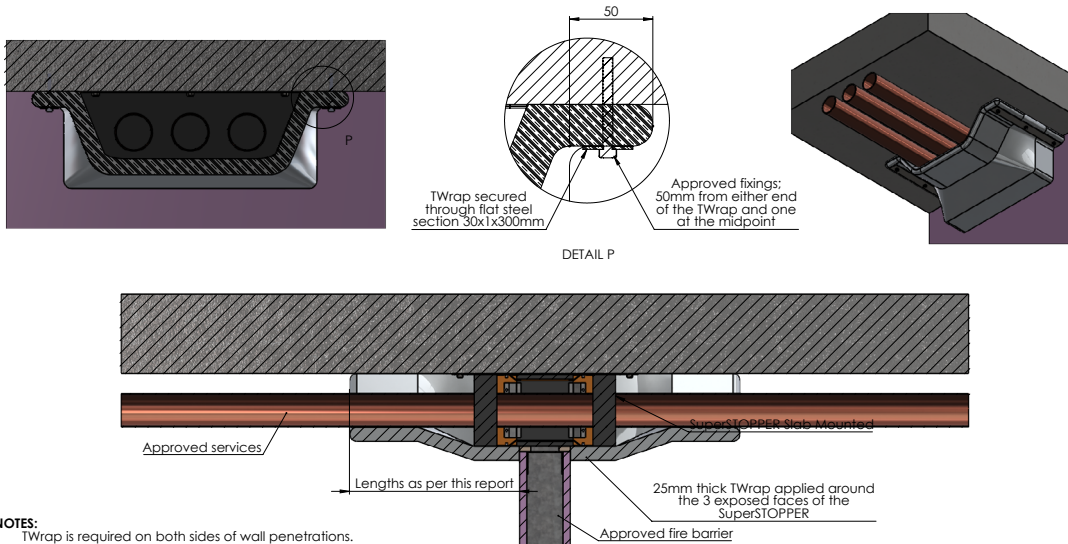 50
P
TWrap secured
through flat steel
section 30x1x300mm
Approved fixings;
50mm from either end
of the TWrap and one
at the midpoint
DETAIL P
SuperSTOPPER Slab Mounted
Approved services
Lengths as per this report
25mm thick TWrap applied around
the 3 exposed faces of the
SuperSTOPPER
Approved fire barrier
NOTES:
TWrap is required on both sides of wall penetrations.